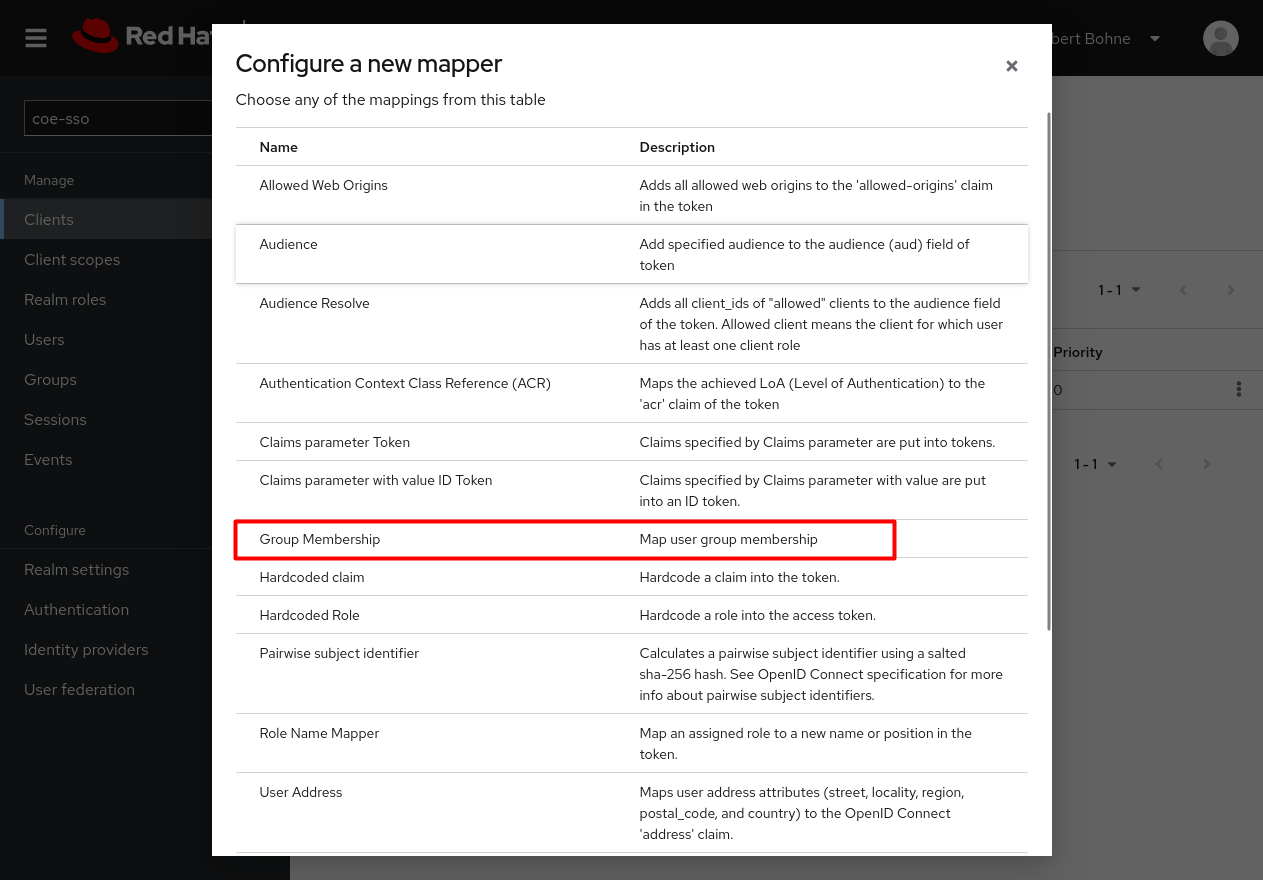 Red Ha
bert Bohne
coe-sso
Manage
Clients
Client scopes
Realm roles
Users
Groups
Sessions
Events
Configure
Realm settings
Authentication
Identity providers
User federation
Configure a new mapper
Choose any of the mappings from this table
Name Description
Allowed Web Origins Adds all allowed web origins to the 'allowed-origins' claim
in the token
Audience Add specified audience to the audience (aud) field of
token
Audience Resolve Adds all client_ids of "allowed" clients to the audience field
of the token. Allowed client means the client for which user
has at least one client role
Authentication Context Class Reference (ACR) Maps the achieved LoA (Level of Authentication) to the
'acr' claim of the token
Claims parameter Token Claims specified by Claims parameter are put into tokens.
Claims parameter with value ID Token Claims specified by Claims parameter with value are put
into an ID token.
Group Membership Map user group membership
Hardcoded claim Hardcode a claim into the token.
Hardcoded Role Hardcode a role into the access token.
Pairwise subject identifier Calculates a pairwise subject identifier using a salted
sha-256 hash. See OpenID Connect specification for more
info about pairwise subject identifiers.
Role Name Mapper Map an assigned role to a new name or position in the
token.
User Address Maps user address attributes (street, locality, region,
postal_code, and country) to the OpenID Connect
'address' claim.
1 - 1
Priority
0
1 - 1